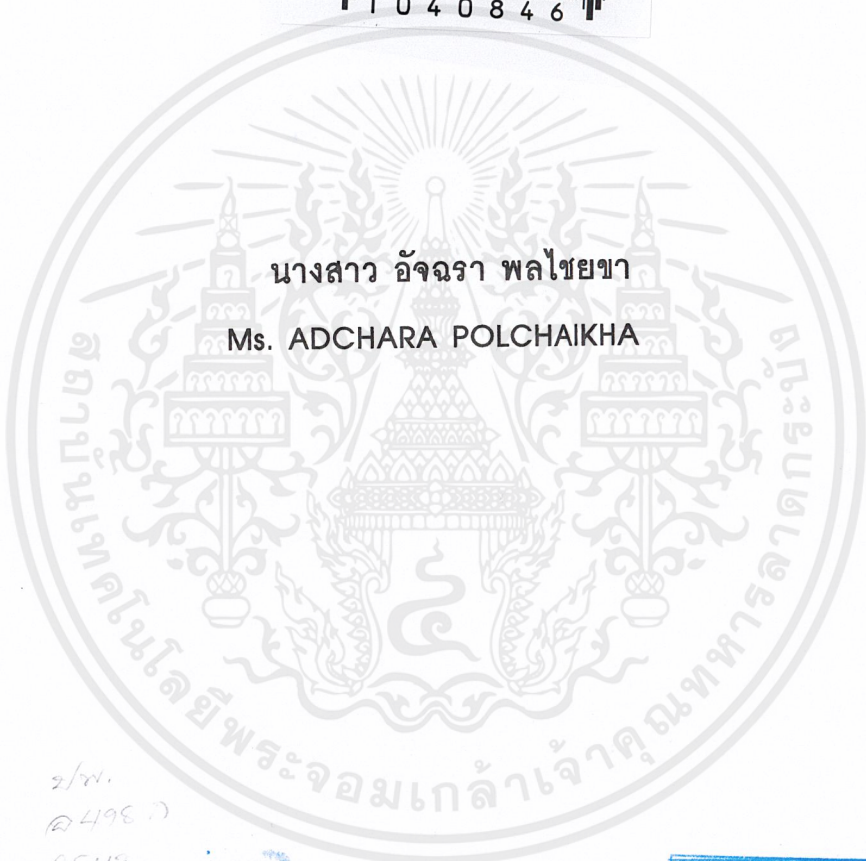 1040846
นางสาว อัจฉรา พลไชยขา
Ms. ADCHARA POLCHAIKHA
สถาบันเทคโนโลยีพระจอมเกล้าเจ้าคุณทหารลาดกระบัง
ปพ.